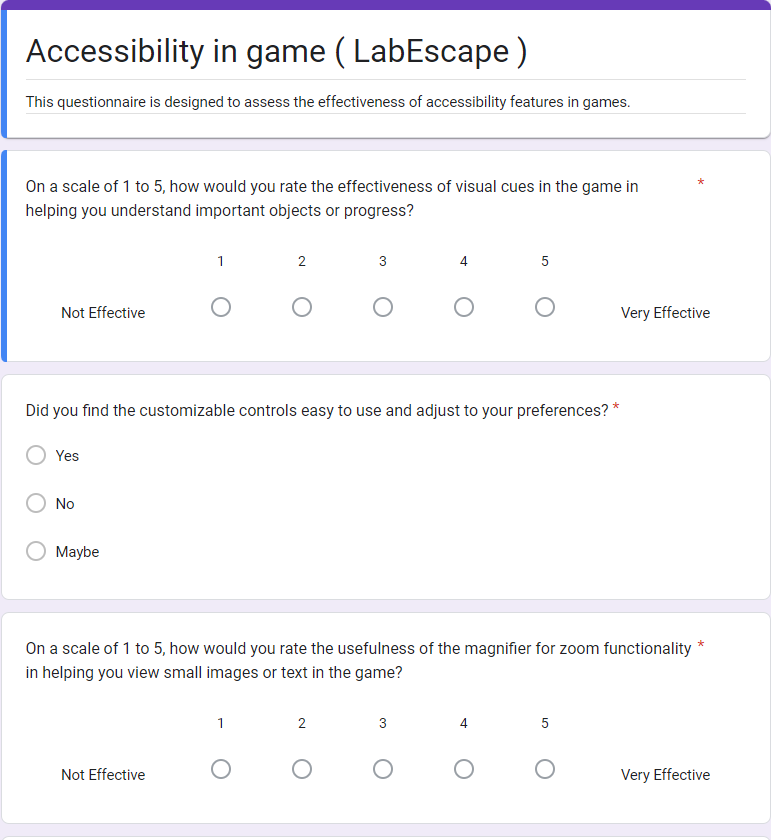 Accessibility in game ( LabEscape )
This questionnaire is designed to assess the effectiveness of accessibility features in games.
On a scale of 1 to 5, how would you rate the effectiveness of visual cues in the game in *
helping you understand important objects or progress?
1 2 3 4 5
Not Effective Very Effective
Did you find the customizable controls easy to use and adjust to your preferences? *
Yes
No
Maybe
On a scale of 1 to 5, how would you rate the usefulness of the magnifier for zoom functionality *
in helping you view small images or text in the game?
1 2 3 4 5
Not Effective Very Effective